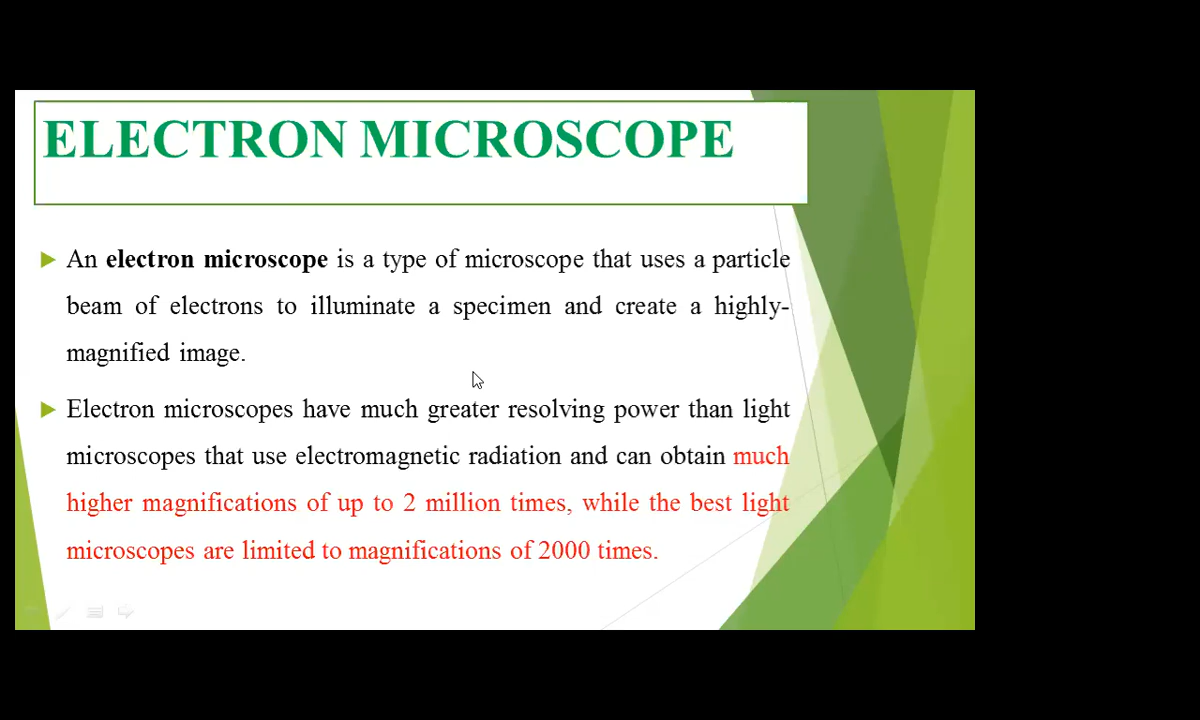 ELECTRON MICROSCOPE
An electron microscope is a type of microscope that uses a particle
beam of electrons to illuminate a specimen and create a highly-
magnified image.
Electron microscopes have much greater resolving power than light
microscopes that use electromagnetic radiation and can obtain much
higher magnifications of up to 2 million times, while the best light
microscopes are limited to magnifications of 2000 times.